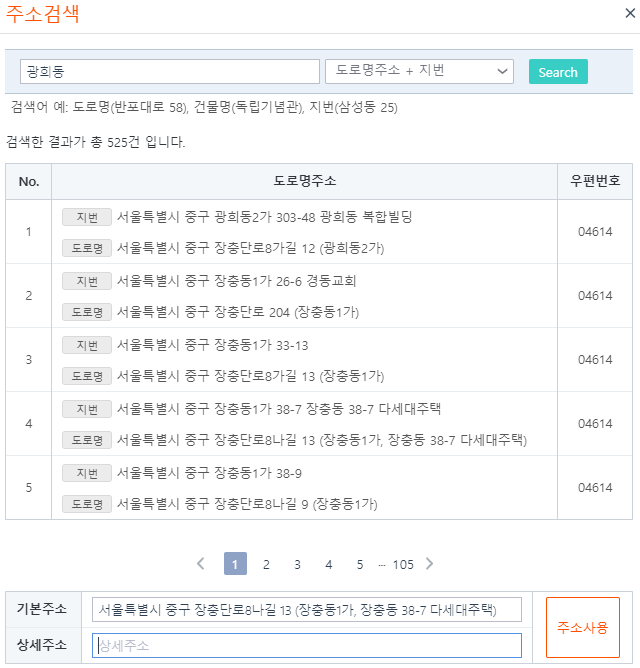 주소검색
광희동 도로명주소 + 지번 Search
검색어 예: 도로명(반포대로 58), 건물명(독립기념관), 지번(삼성동 25)
검색한 결과가 총 525건 입니다.
No. 도로명주소 우편번호
지번 서울특별시 중구 광희동2가 303-48 광희동 복합빌딩
1 04614
도로명 서울특별시 중구 장충단로8가길 12 (광희동2가)
지번 서울특별시 중구 장충동1가 26-6 경동교회
2 04614
도로명 서울특별시 중구 장충단로 204 (장충동1가)
지번 서울특별시 중구 장충동1가 33-13
3 04614
도로명 서울특별시 중구 장충단로8가길 13 (장충동1가)
지번 서울특별시 중구 장충동1가 38-7 장충동 38-7 다세대주택
4 04614
도로명 서울특별시 중구 장충단로8나길 13 (장충동1가, 장충동 38-7 다세대주택)
지번 서울특별시 중구 장충동1가 38-9
5 04614
도로명 서울특별시 중구 장충단로8나길 9 (장충동1가)
1 2 3 4 5 ... 105
기본주소 서울특별시 중구 장충단로8나길 13 (장충동1가, 장충동 38-7 다세대주택)
주소사용
상세주소 상세주소